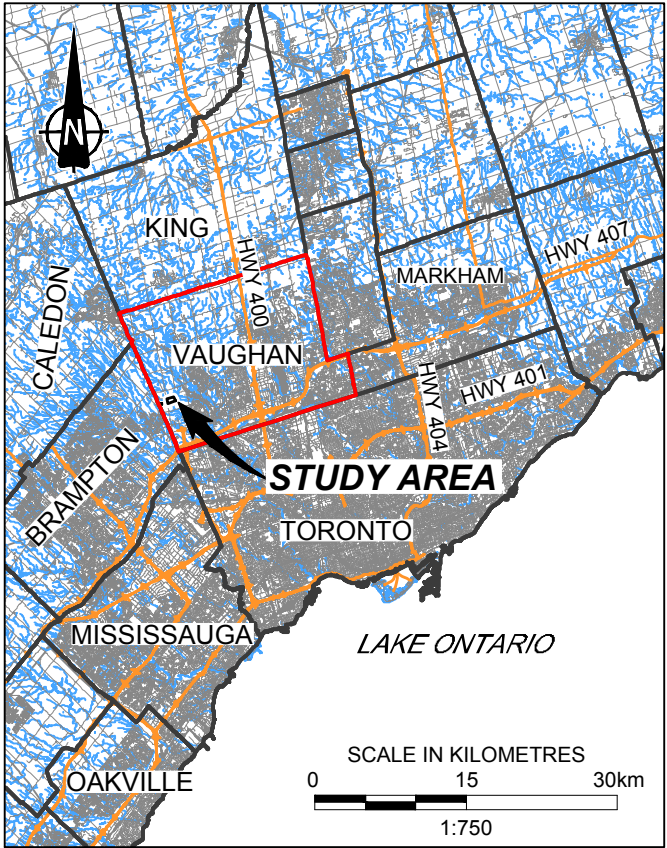 N
KING
HWY 400
HWY 407
MARKHAM
CALEDON
VAUGHAN
HWY 404
HWY 401
BRAMPTON
STUDY AREA
TORONTO
MISSISSAUGA
LAKE ONTARIO
OAKVILLE
SCALE IN KILOMETRES
0 15 30km
1:750